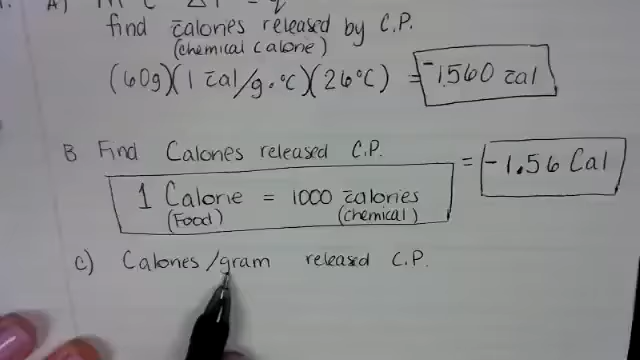 A) m c ΔT = q
find calories released by C.P.
(chemical calorie)
(60g)(1 cal/g·°C)(26°C) = -1560 cal
B Find Calories released C.P. = -1.56 Cal
1 Calorie = 1000 calories
(Food) (chemical)
C) Calories/gram released C.P.